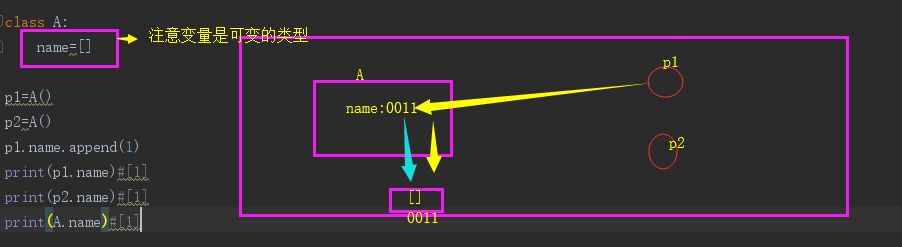 class A:
name=[]
注意变量是可变的类型
p1=A()
p2=A()
p1.name.append(1)
print(p1.name)#[1]
print(p2.name)#[1]
print(A.name)#[1]
A
name:0011
p1
p2
[]
0011